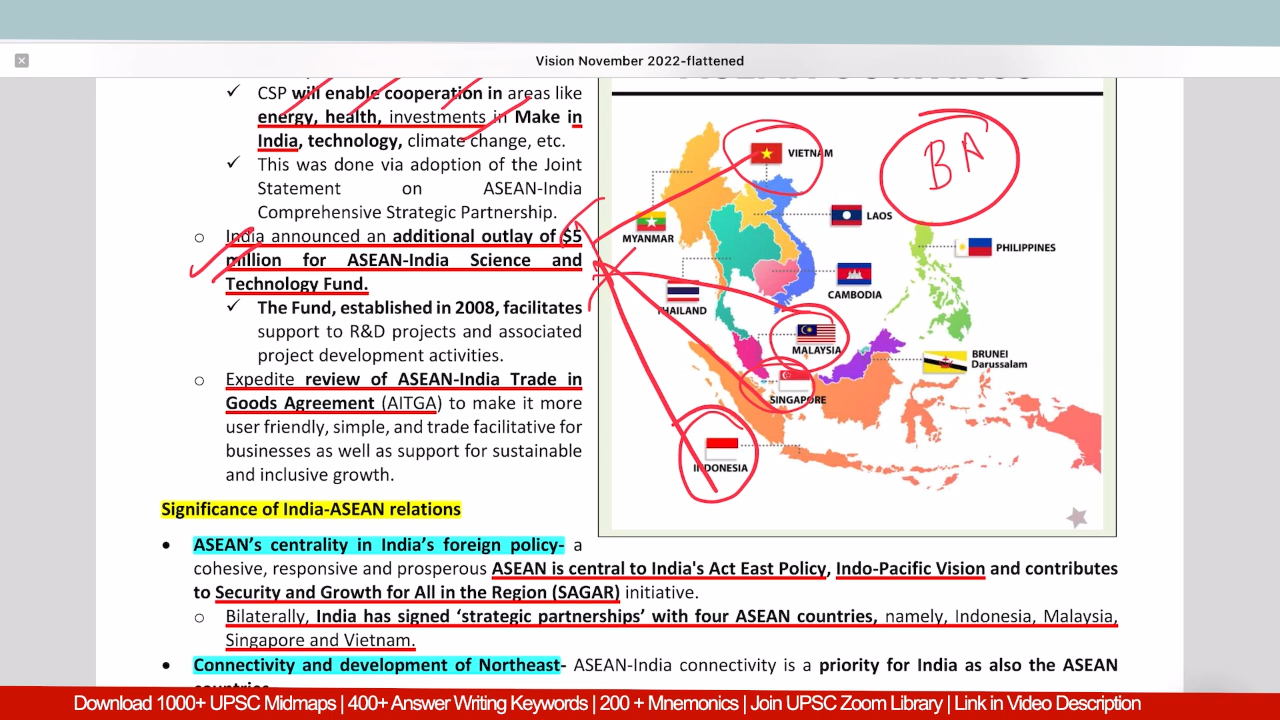 Vision November 2022-flattened
✓ CSP will enable cooperation in areas like
energy, health, investments in Make in
India, technology, climate change, etc.
✓ This was done via adoption of the Joint
Statement on ASEAN-India
Comprehensive Strategic Partnership.
o India announced an additional outlay of $5
million for ASEAN-India Science and
Technology Fund.
✓ The Fund, established in 2008, facilitates
support to R&D projects and associated
project development activities.
o Expedite review of ASEAN-India Trade in
Goods Agreement (AITGA) to make it more
user friendly, simple, and trade facilitative for
businesses as well as support for sustainable
and inclusive growth.
BA
VIETNAM
LAOS
MYANMAR
PHILIPPINES
CAMBODIA
THAILAND
MALAYSIA
BRUNEI
Darussalam
SINGAPORE
INDONESIA
Significance of India-ASEAN relations
• ASEAN's centrality in India's foreign policy- a
cohesive, responsive and prosperous ASEAN is central to India's Act East Policy, Indo-Pacific Vision and contributes
to Security and Growth for All in the Region (SAGAR) initiative.
o Bilaterally, India has signed ‘strategic partnerships’ with four ASEAN countries, namely, Indonesia, Malaysia,
Singapore and Vietnam.
• Connectivity and development of Northeast- ASEAN-India connectivity is a priority for India as also the ASEAN
Download 1000+ UPSC Midmaps | 400+ Answer Writing Keywords | 200 + Mnemonics | Join UPSC Zoom Library | Link in Video Description